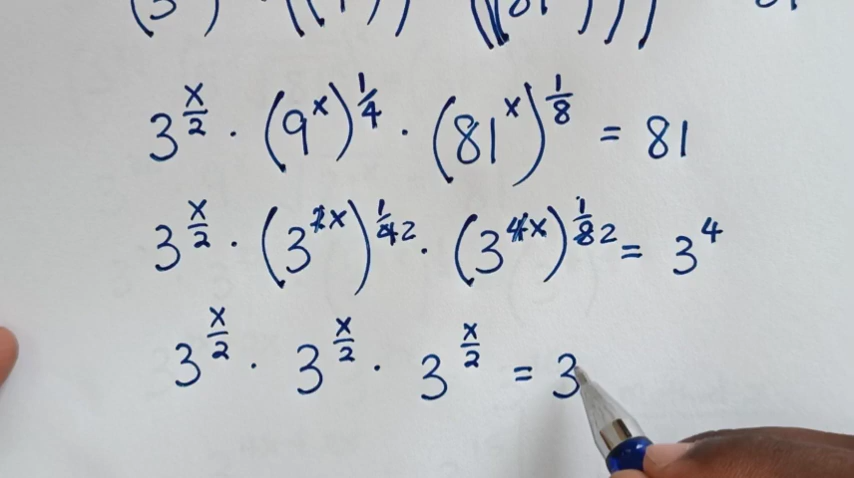 3^(x/2) · (9^x)^(1/4) · (81^x)^(1/8) = 81
3^(x/2) · (3^(2x))^(1/4 2) · (3^(4x))^(1/8 2) = 3^4
3^(x/2) · 3^(x/2) · 3^(x/2) = 3